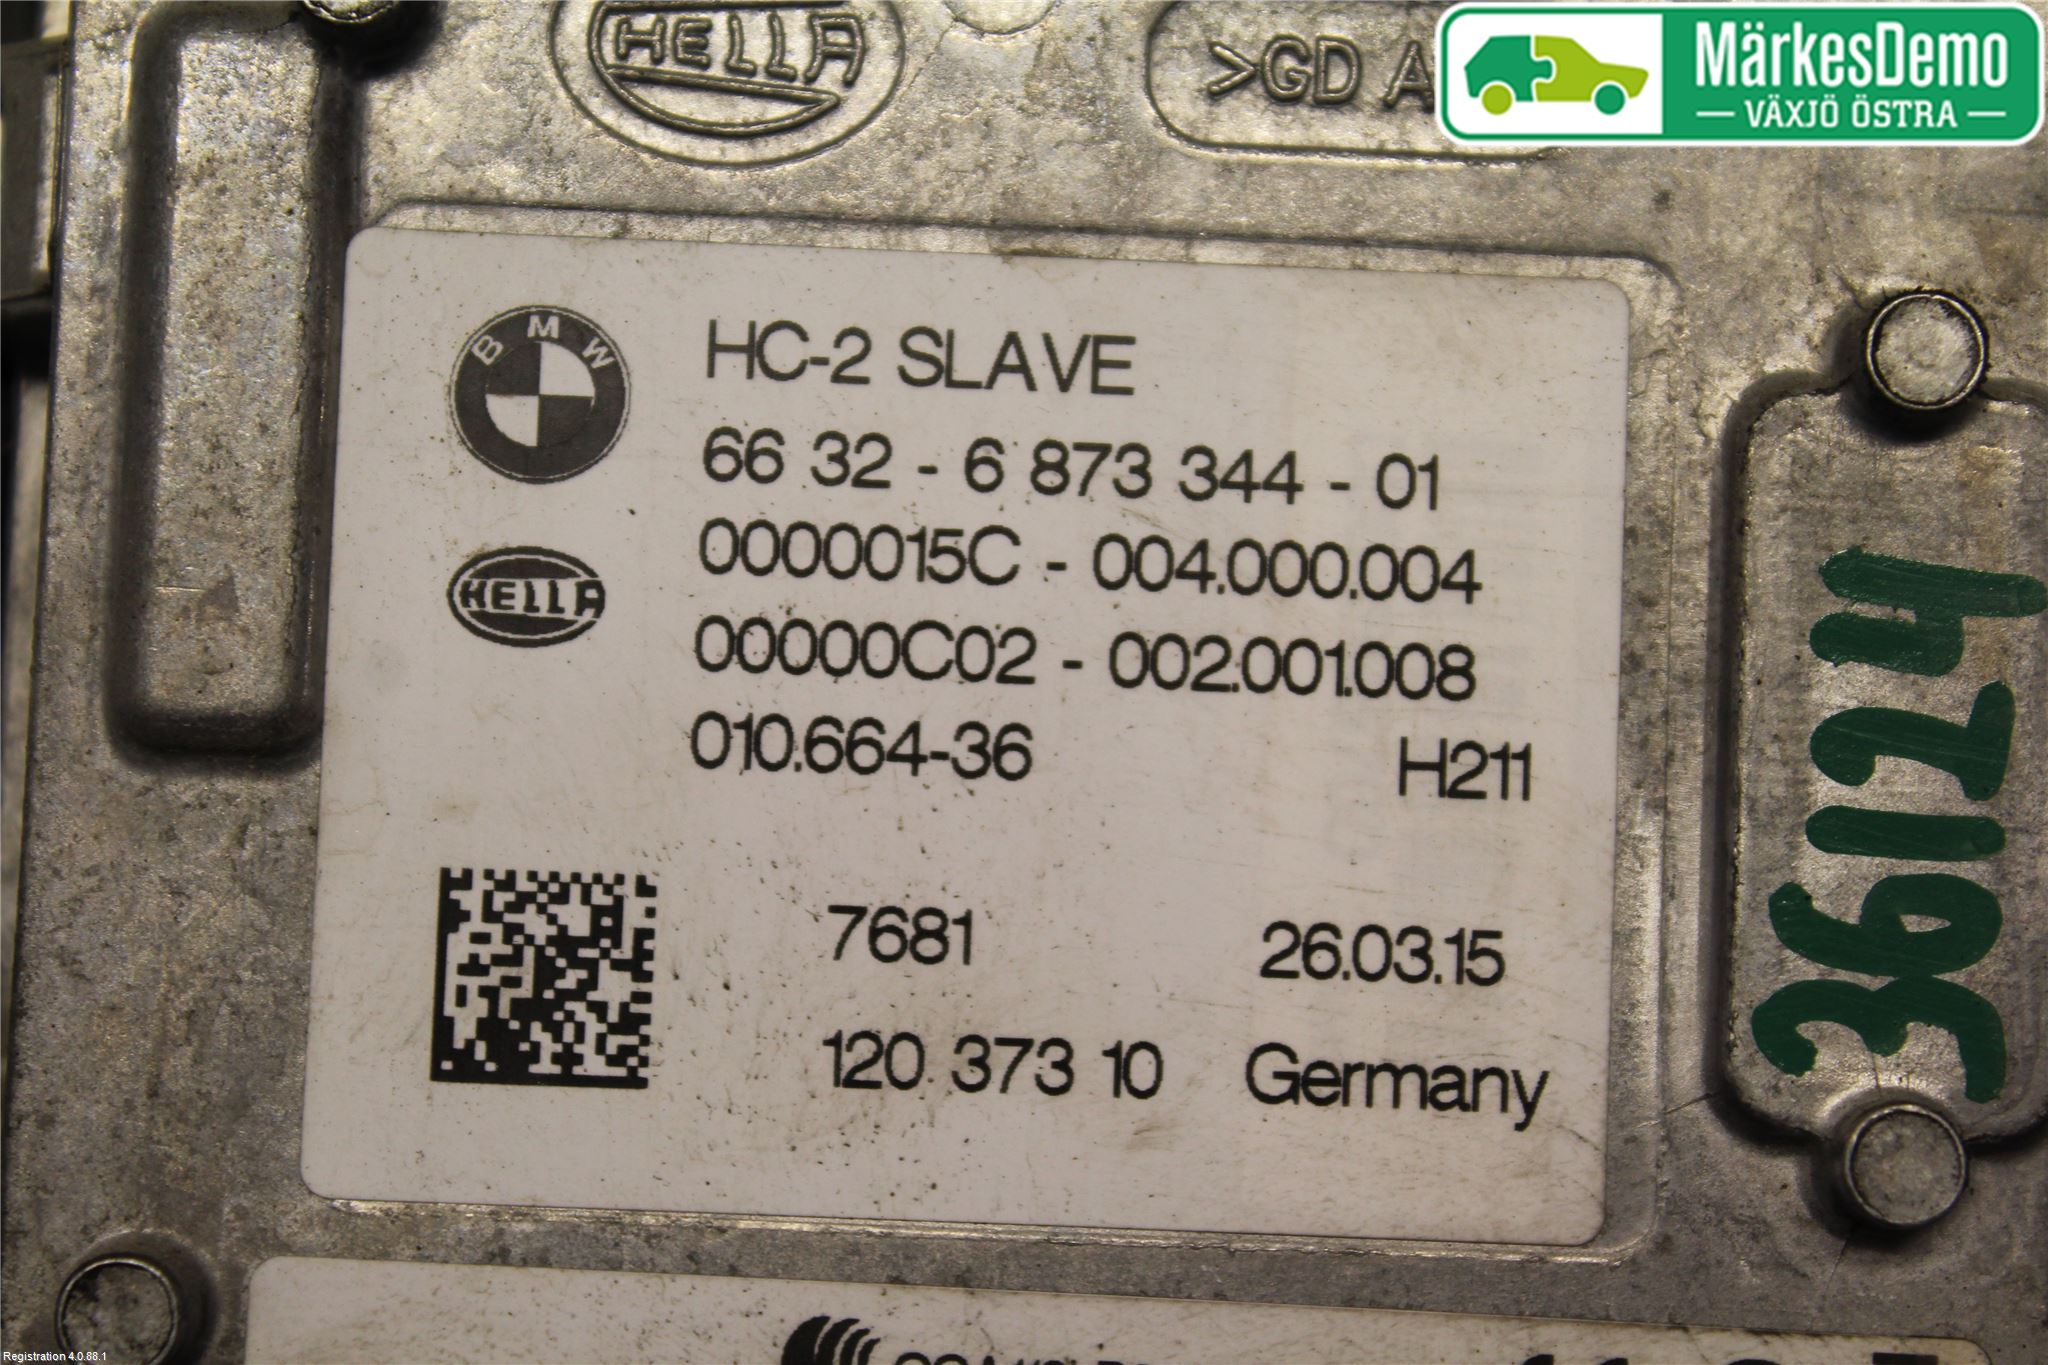 HELLA
>GD A
MärkesDemo
VÄXJÖ ÖSTRA
BMW
HC-2 SLAVE
66 32 - 6 873 344 - 01
0000015C - 004.000.004
HELLA
00000C02 - 002.001.008
010.664-36 H211
7681 26.03.15
120 373 10 Germany
36124
Registration 4.0.88.1